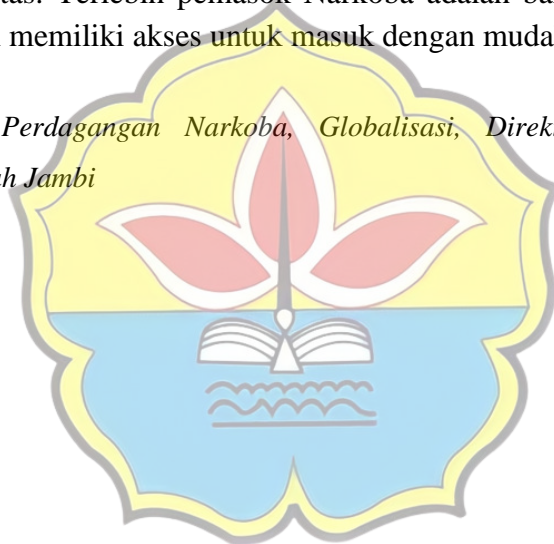 Terlebih pemasok Narkoba adalah
memiliki akses untuk masuk dengan
Perdagangan Narkoba, Globalisasi,
Jambi